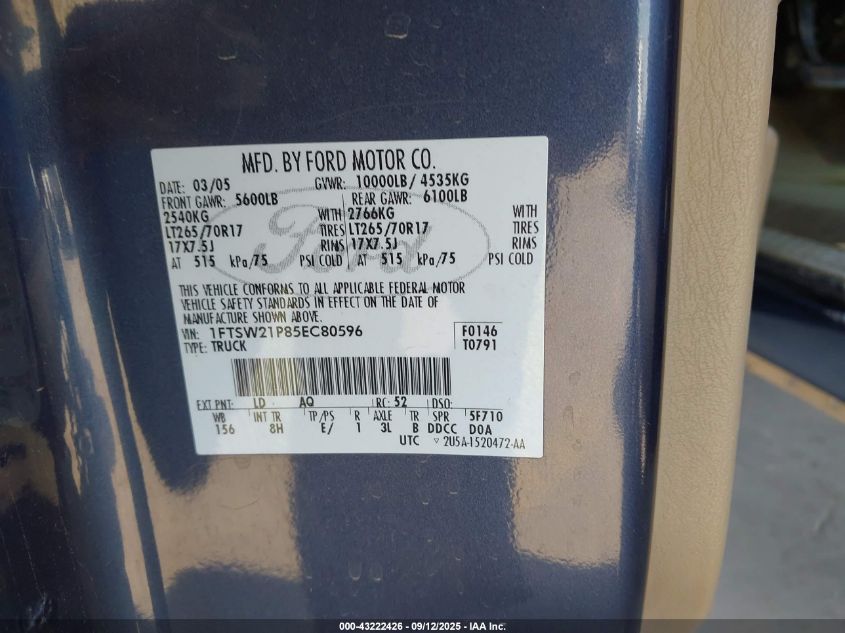 MFD. BY FORD MOTOR CO.
DATE: 03/05 GVWR: 10000LB/ 4535KG
FRONT GAWR: 5600LB REAR GAWR: 6100LB
2540KG WITH 2766KG WITH
LT265/70R17 TIRES LT265/70R17 TIRES
17X7.5J RIMS 17X7.5J RIMS
AT 515 kPa/75 PSI COLD AT 515 kPa/75 PSI COLD
Ford
THIS VEHICLE CONFORMS TO ALL APPLICABLE FEDERAL MOTOR
VEHICLE SAFETY STANDARDS IN EFFECT ON THE DATE OF
MANUFACTURE SHOWN ABOVE.
VIN: 1FTSW21P85EC80596 F0146
TYPE: TRUCK T0791
EXT PNT: LD AQ RC: 52 DSO:
WB INT TR TP/PS R AXLE TR SPR 5F710
156 8H E/ 1 3L B DDCC D0A
UTC ▽ 2U5A-1520472-AA
000-43222426 - 09/12/2025 - IAA Inc.